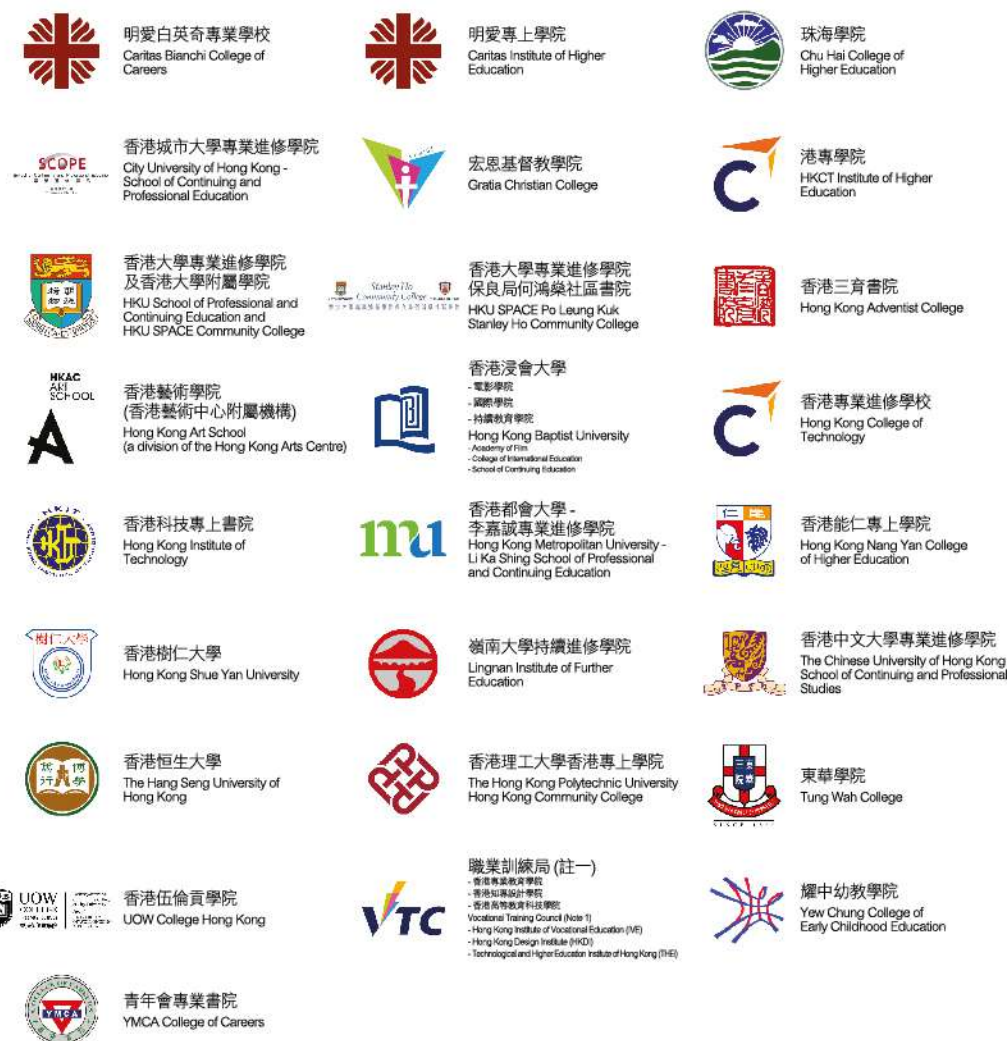 明愛白英奇專業學校
Caritas Bianchi College of
Careers
明愛專上學院
Caritas Institute of Higher
Education
珠海學院
Chu Hai College of
Higher Education
SCOPE
香港城市大學專業進修學院
City University of Hong Kong -
School of Continuing and
Professional Education
宏恩基督教學院
Gratia Christian College
C
港專學院
HKCT Institute of Higher
Education
香港大學專業進修學院
及香港大學附屬學院
HKU School of Professional and
Continuing Education and
HKU SPACE Community College
Stanley Ho
Community College
香港大學專業進修學院
保良局何鴻燊社區書院
HKU SPACE Po Leung Kuk
Stanley Ho Community College
香港三育書院
Hong Kong Adventist College
HKAC
ART
SCHOOL
A
香港藝術學院
(香港藝術中心附屬機構)
Hong Kong Art School
(a division of the Hong Kong Arts Centre)
香港浸會大學
- 電影學院
- 國際學院
- 持續教育學院
Hong Kong Baptist University
- Academy of Film
- College of International Education
- School of Continuing Education
C
香港專業進修學校
Hong Kong College of
Technology
HKIT
香港科技專上書院
Hong Kong Institute of
Technology
mu
香港都會大學 -
李嘉誠專業進修學院
Hong Kong Metropolitan University -
Li Ka Shing School of Professional
and Continuing Education
仁
香港能仁專上學院
Hong Kong Nang Yan College
of Higher Education
樹仁大學
香港樹仁大學
Hong Kong Shue Yan University
嶺南大學持續進修學院
Lingnan Institute of Further
Education
香港中文大學專業進修學院
The Chinese University of Hong Kong
School of Continuing and Professional
Studies
香港恒生大學
The Hang Seng University of
Hong Kong
香港理工大學香港專上學院
The Hong Kong Polytechnic University
Hong Kong Community College
東華學院
Tung Wah College
UOW
COLLEGE
香港伍倫貢學院
UOW College Hong Kong
VTC
職業訓練局 (註一)
- 香港專業教育學院
- 香港知專設計學院
- 香港高等教育科技學院
Vocational Training Council (Note 1)
- Hong Kong Institute of Vocational Education (IVE)
- Hong Kong Design Institute (HKDI)
- Technological and Higher Education Institute of Hong Kong (THEi)
耀中幼教學院
Yew Chung College of
Early Childhood Education
YMCA
青年會專業書院
YMCA College of Careers